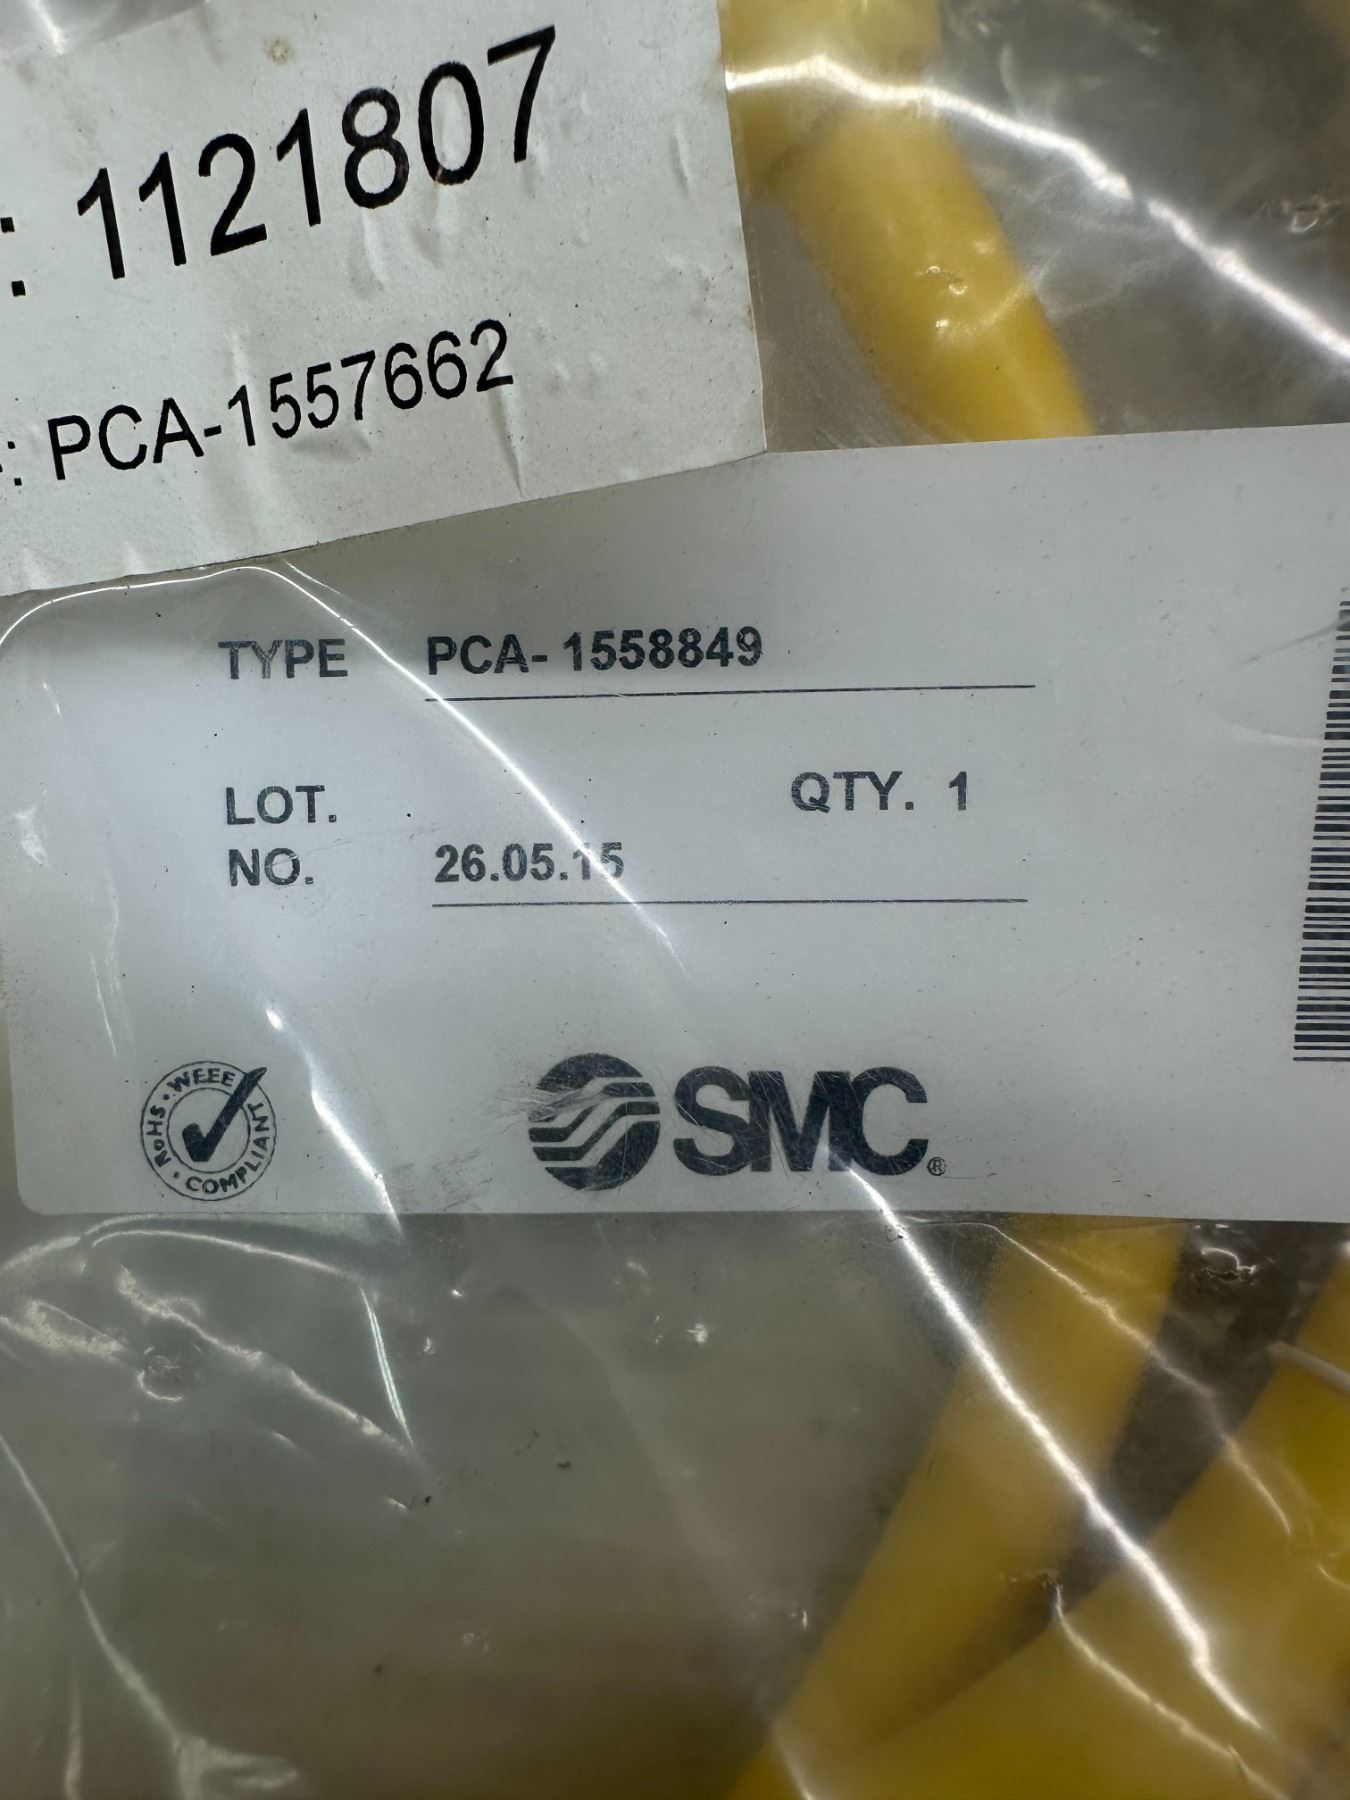 : 1121807
: PCA-1557662
TYPE PCA- 1558849
LOT. QTY. 1
NO. 26.05.15
RoHS · WEEE · COMPLIANT
SMC®